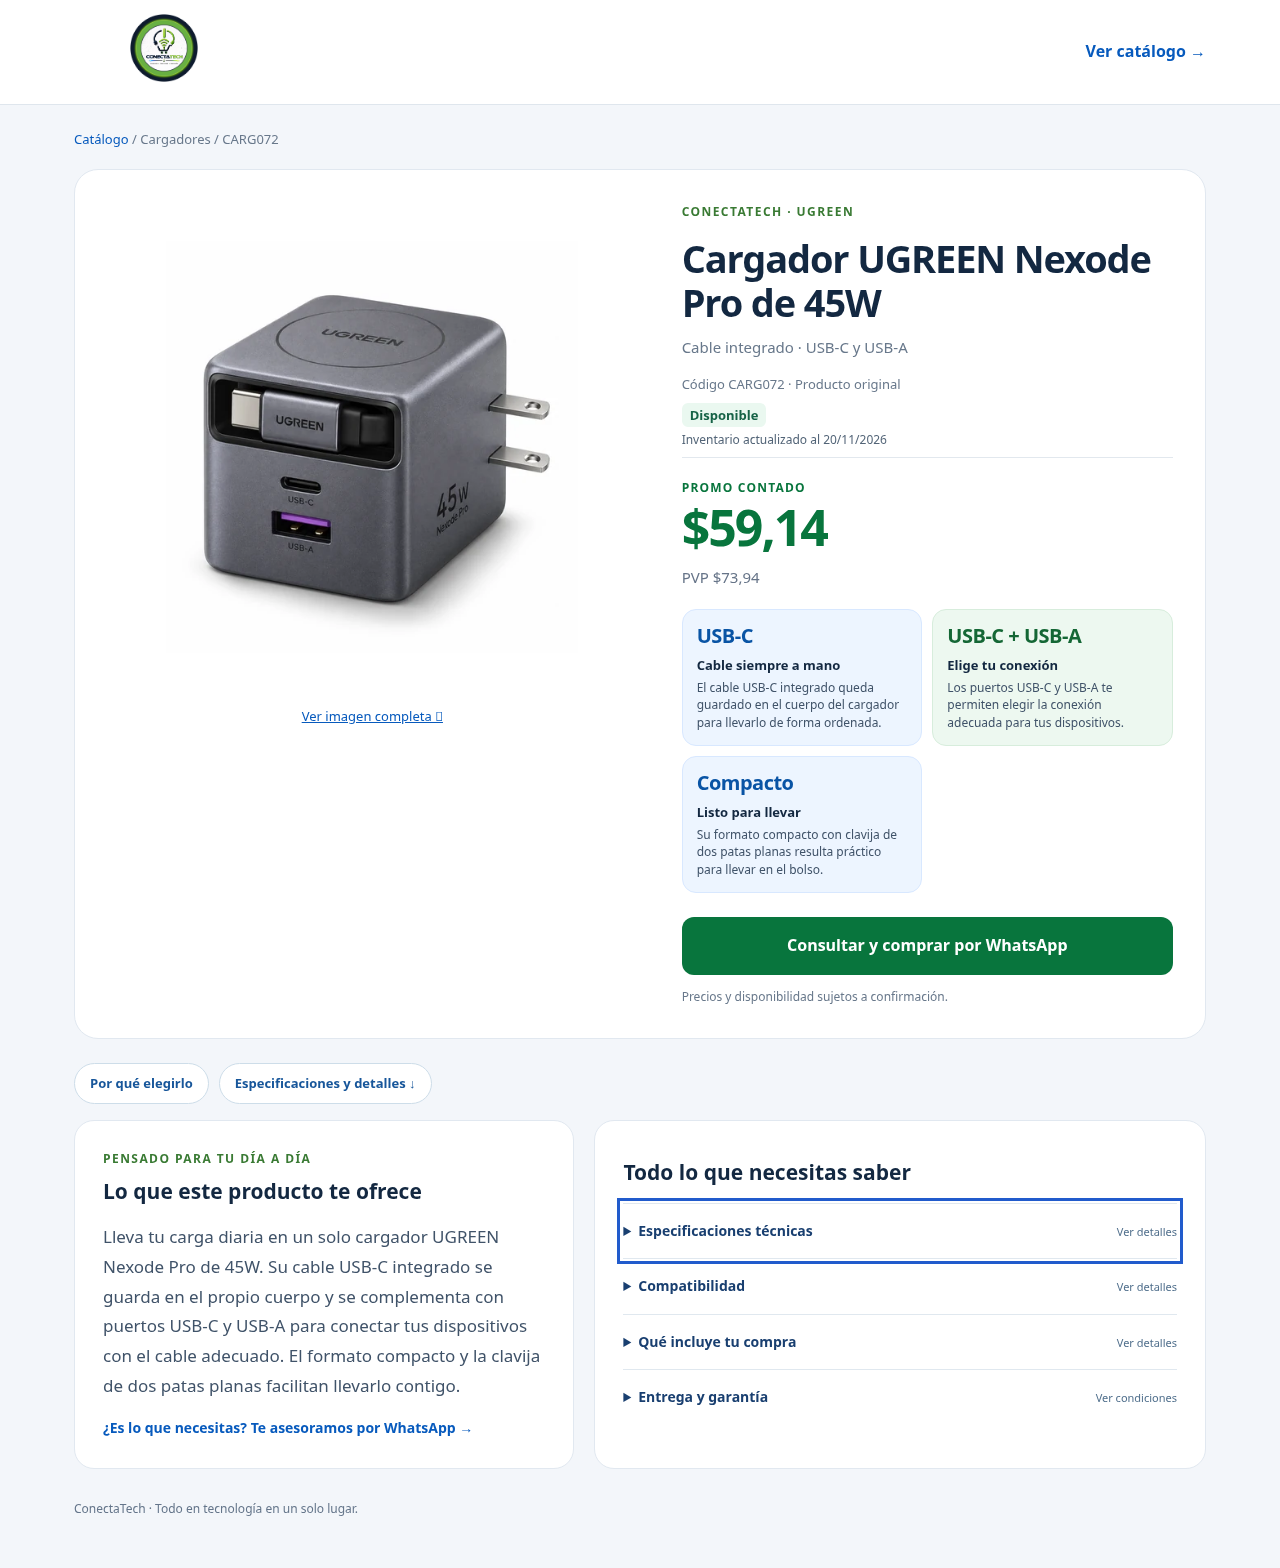 CONECTATECH
Ver catálogo →
Catálogo / Cargadores / CARG072
UGREEN
UGREEN
USB-C
USB-A
45W
Nexode Pro
Ver imagen completa
CONECTATECH · UGREEN
Cargador UGREEN Nexode
Pro de 45W
Cable integrado · USB-C y USB-A
Código CARG072 · Producto original
Disponible
Inventario actualizado al 20/11/2026
PROMO CONTADO
$59,14
PVP $73,94
USB-C
Cable siempre a mano
El cable USB-C integrado queda
guardado en el cuerpo del cargador
para llevarlo de forma ordenada.
USB-C + USB-A
Elige tu conexión
Los puertos USB-C y USB-A te
permiten elegir la conexión
adecuada para tus dispositivos.
Compacto
Listo para llevar
Su formato compacto con clavija de
dos patas planas resulta práctico
para llevar en el bolso.
Consultar y comprar por WhatsApp
Precios y disponibilidad sujetos a confirmación.
Por qué elegirlo
Especificaciones y detalles ↓
PENSADO PARA TU DÍA A DÍA
Lo que este producto te ofrece
Lleva tu carga diaria en un solo cargador UGREEN
Nexode Pro de 45W. Su cable USB-C integrado se
guarda en el propio cuerpo y se complementa con
puertos USB-C y USB-A para conectar tus dispositivos
con el cable adecuado. El formato compacto y la clavija
de dos patas planas facilitan llevarlo contigo.
¿Es lo que necesitas? Te asesoramos por WhatsApp →
Todo lo que necesitas saber
▶ Especificaciones técnicas Ver detalles
▶ Compatibilidad Ver detalles
▶ Qué incluye tu compra Ver detalles
▶ Entrega y garantía Ver condiciones
ConectaTech · Todo en tecnología en un solo lugar.